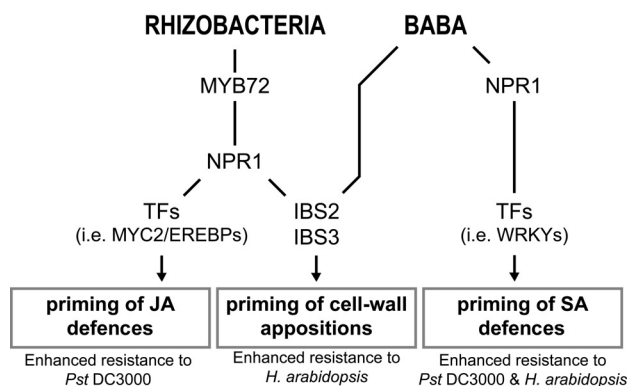 RHIZOBACTERIA
BABA
MYB72
NPR1
NPR1
TFs
(i.e. MYC2/EREBPs)
IBS2
IBS3
TFs
(i.e. WRKYs)
priming of JA
defences
priming of cell-wall
appositions
priming of SA
defences
Enhanced resistance to
Pst DC3000
Enhanced resistance to
H. arabidopsis
Enhanced resistance to
Pst DC3000 & H. arabidopsis